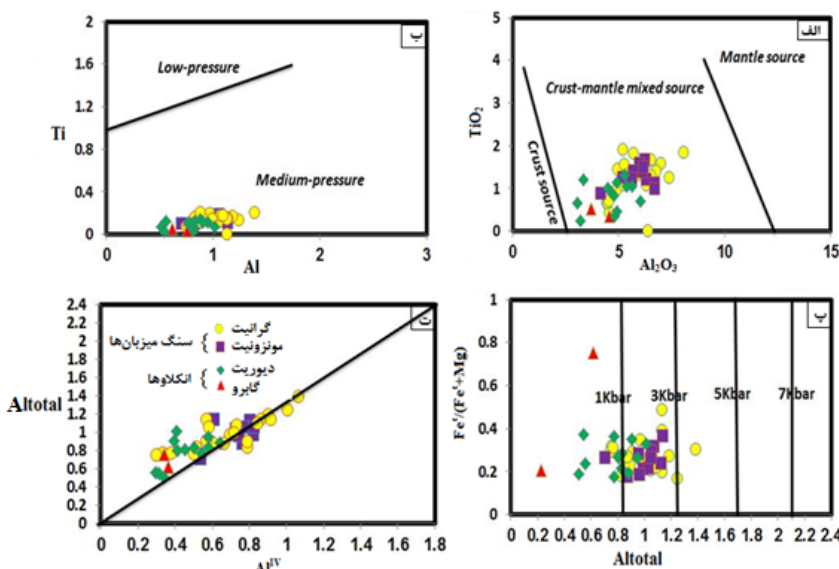 ب
2
1.6
1.2
0.8
0.4
0
Ti
Low-pressure
Medium-pressure
0 1 2 3
Al
الف
5
4
3
2
1
0
TiO2
Crust source
Crust-mantle mixed source
Mantle source
0 5 10 15
Al2O3
ت
2.4
2.2
2
1.8
1.6
1.4
1.2
1
0.8
0.6
0.4
0.2
0
Altotal
گرانیت
مونزونیت
سنگ میزبان‌ها
دیوریت
گابرو
انکلاوها
0 0.2 0.4 0.6 0.8 1 1.2 1.4 1.6 1.8
AlIV
پ
1
0.8
0.6
0.4
0.2
0
1Kbar 3Kbar 5Kbar 7Kbar
0 0.2 0.4 0.6 0.8 1 1.2 1.4 1.6 1.8 2 2.2 2.4
Altotal